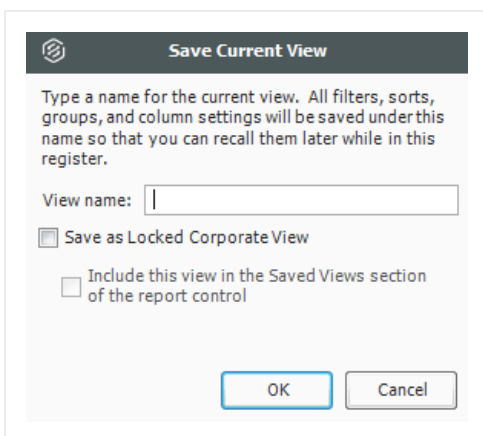 Save Current View
Type a name for the current view. All filters, sorts,
groups, and column settings will be saved under this
name so that you can recall them later while in this
register.
View name:
Save as Locked Corporate View
Include this view in the Saved Views section
of the report control
OK Cancel